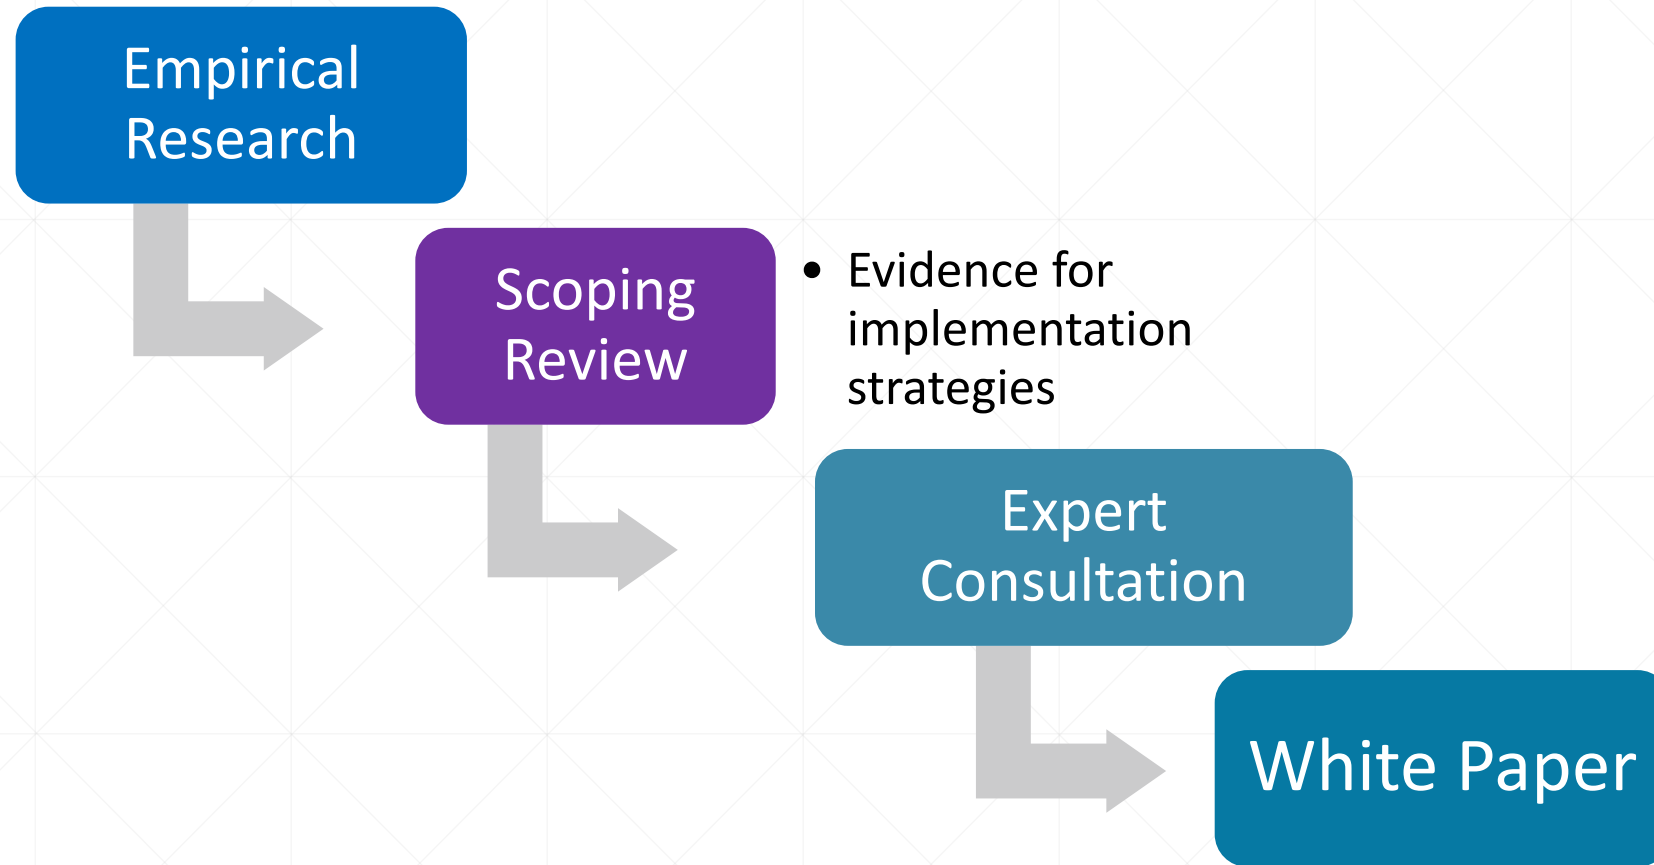 Empirical
Research
Scoping
Review
• Evidence for
implementation
strategies
Expert
Consultation
White Paper